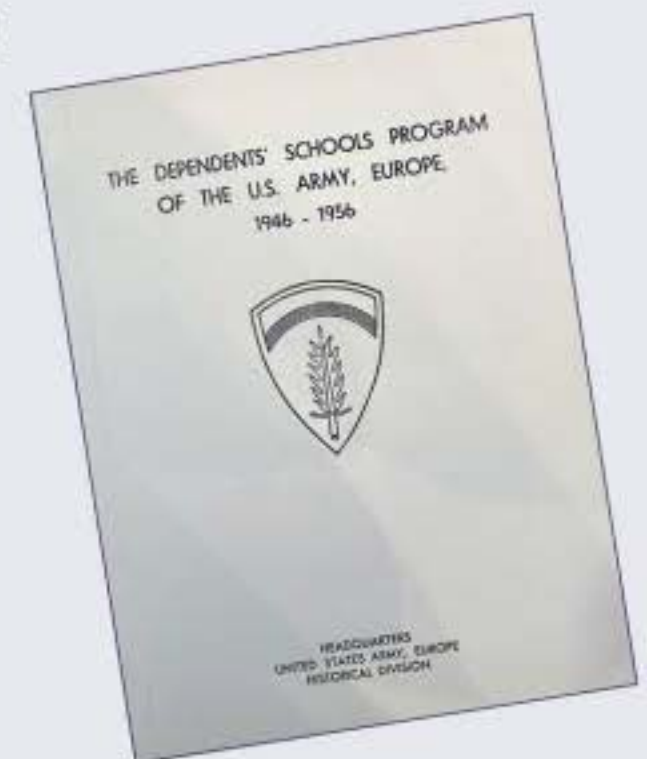 THE DEPENDENTS' SCHOOLS PROGRAM
OF THE U.S. ARMY, EUROPE,
1946 - 1956
HEADQUARTERS
UNITED STATES ARMY, EUROPE
HISTORICAL DIVISION